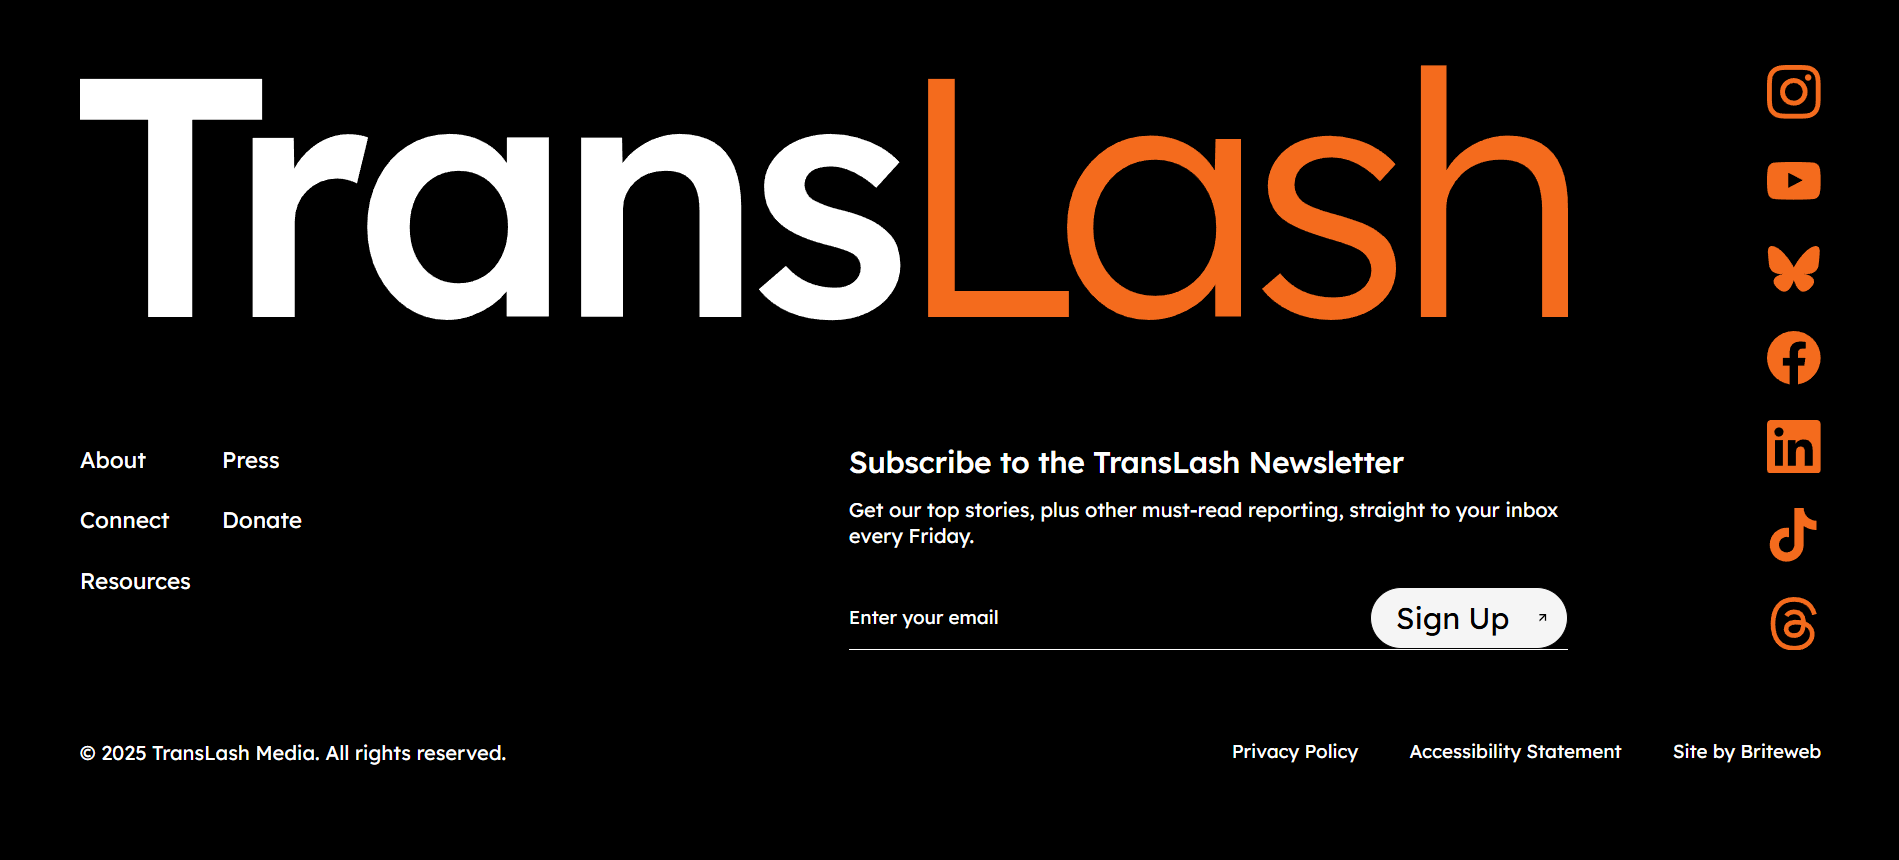 TransLash
About
Press
Connect
Donate
Resources
Subscribe to the TransLash Newsletter
Get our top stories, plus other must-read reporting, straight to your inbox
every Friday.
Enter your email
Sign Up
© 2025 TransLash Media. All rights reserved.
Privacy Policy
Accessibility Statement
Site by Briteweb